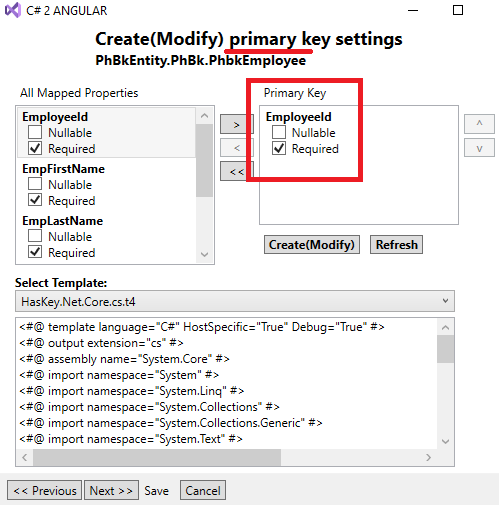 C# 2 ANGULAR
Create(Modify) primary key settings
PhBkEntity.PhBk.PhbkEmployee
All Mapped Properties
EmployeeId
Nullable
Required
EmpFirstName
Nullable
Required
EmpLastName
Nullable
Required
>
<
<<
Primary Key
EmployeeId
Nullable
Required
^
v
Create(Modify)
Refresh
Select Template:
HasKey.Net.Core.cs.t4
<#@ template language="C#" HostSpecific="True" Debug="True" #>
<#@ output extension="cs" #>
<#@ assembly name="System.Core" #>
<#@ import namespace="System" #>
<#@ import namespace="System.Linq" #>
<#@ import namespace="System.Collections" #>
<#@ import namespace="System.Collections.Generic" #>
<#@ import namespace="System.Text" #>
<< Previous
Next >>
Save
Cancel